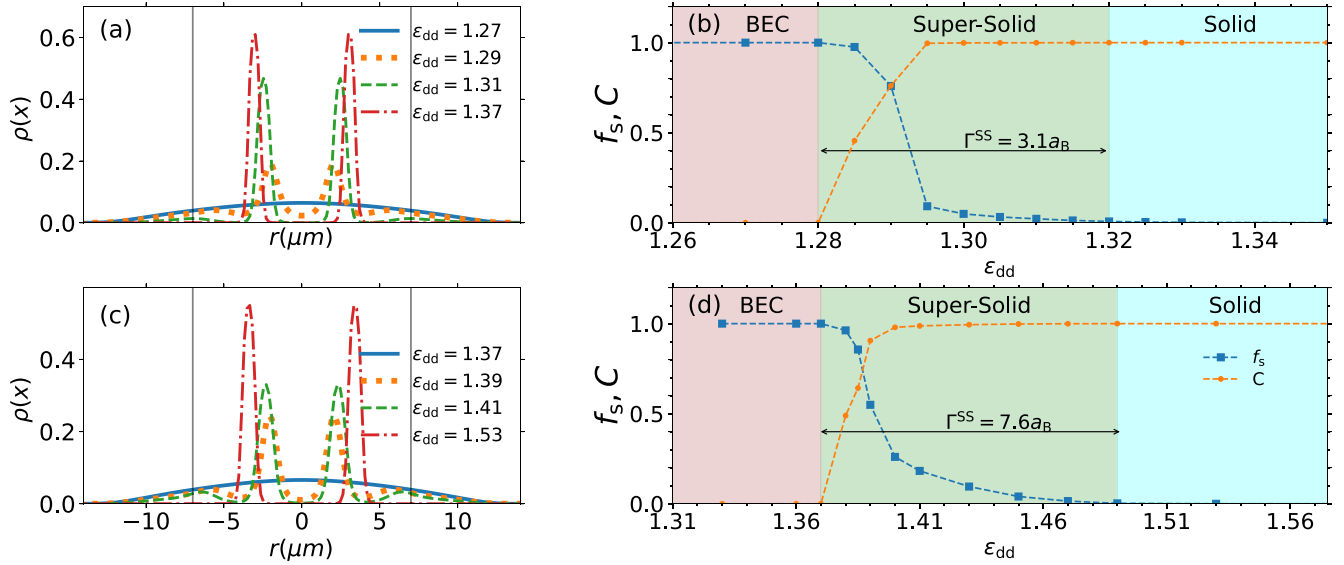 (a)
ε_dd = 1.27
ε_dd = 1.29
ε_dd = 1.31
ε_dd = 1.37
0.6
0.4
0.2
0.0
ρ(x)
r(μm)
(b)
BEC
Super-Solid
Solid
1.0
0.5
0.0
f_s, C
Γ^SS = 3.1a_B
1.26
1.28
1.30
1.32
1.34
ε_dd
(c)
ε_dd = 1.37
ε_dd = 1.39
ε_dd = 1.41
ε_dd = 1.53
0.4
0.2
0.0
ρ(x)
−10
−5
0
5
10
r(μm)
(d)
BEC
Super-Solid
Solid
1.0
0.5
0.0
f_s, C
f_s
C
Γ^SS = 7.6a_B
1.31
1.36
1.41
1.46
1.51
1.56
ε_dd